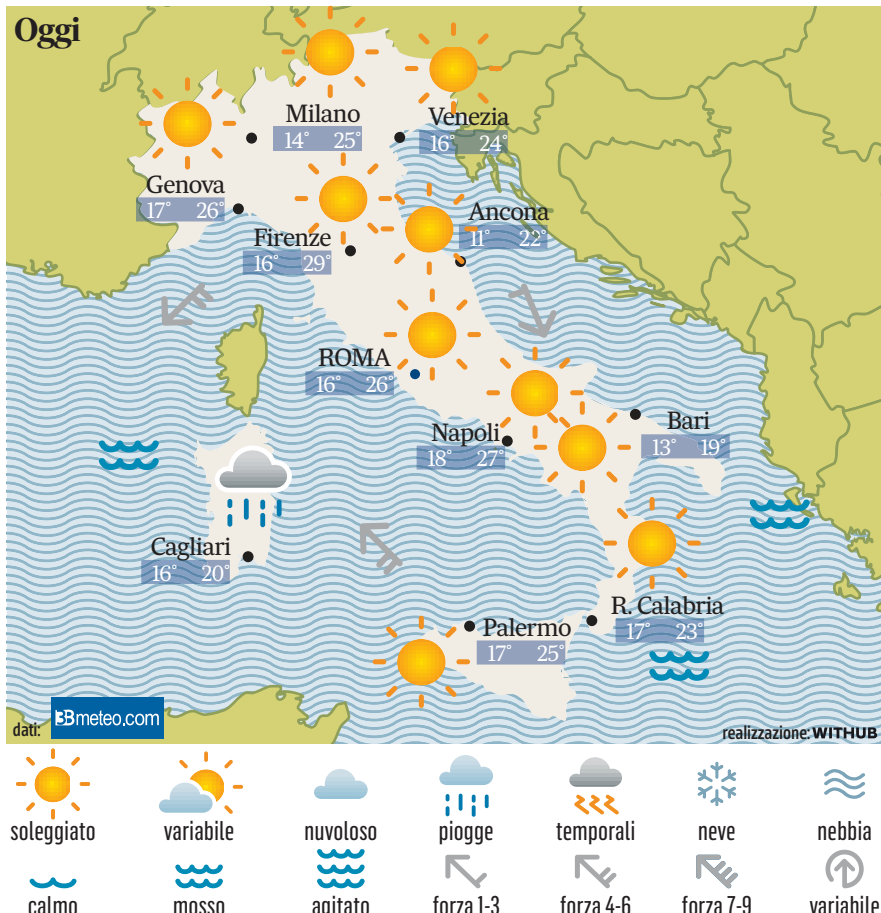 Oggi
Milano
14° 25°
Venezia
16° 24°
Genova
17° 26°
Ancona
11° 22°
Firenze
16° 29°
ROMA
16° 26°
Napoli
18° 27°
Bari
13° 19°
Cagliari
16° 20°
R. Calabria
17° 23°
Palermo
17° 25°
dati: 3Bmeteo.com
realizzazione: WITHUB
soleggiato variabile nuvoloso piogge temporali neve nebbia
calmo mosso agitato forza 1-3 forza 4-6 forza 7-9 variabile